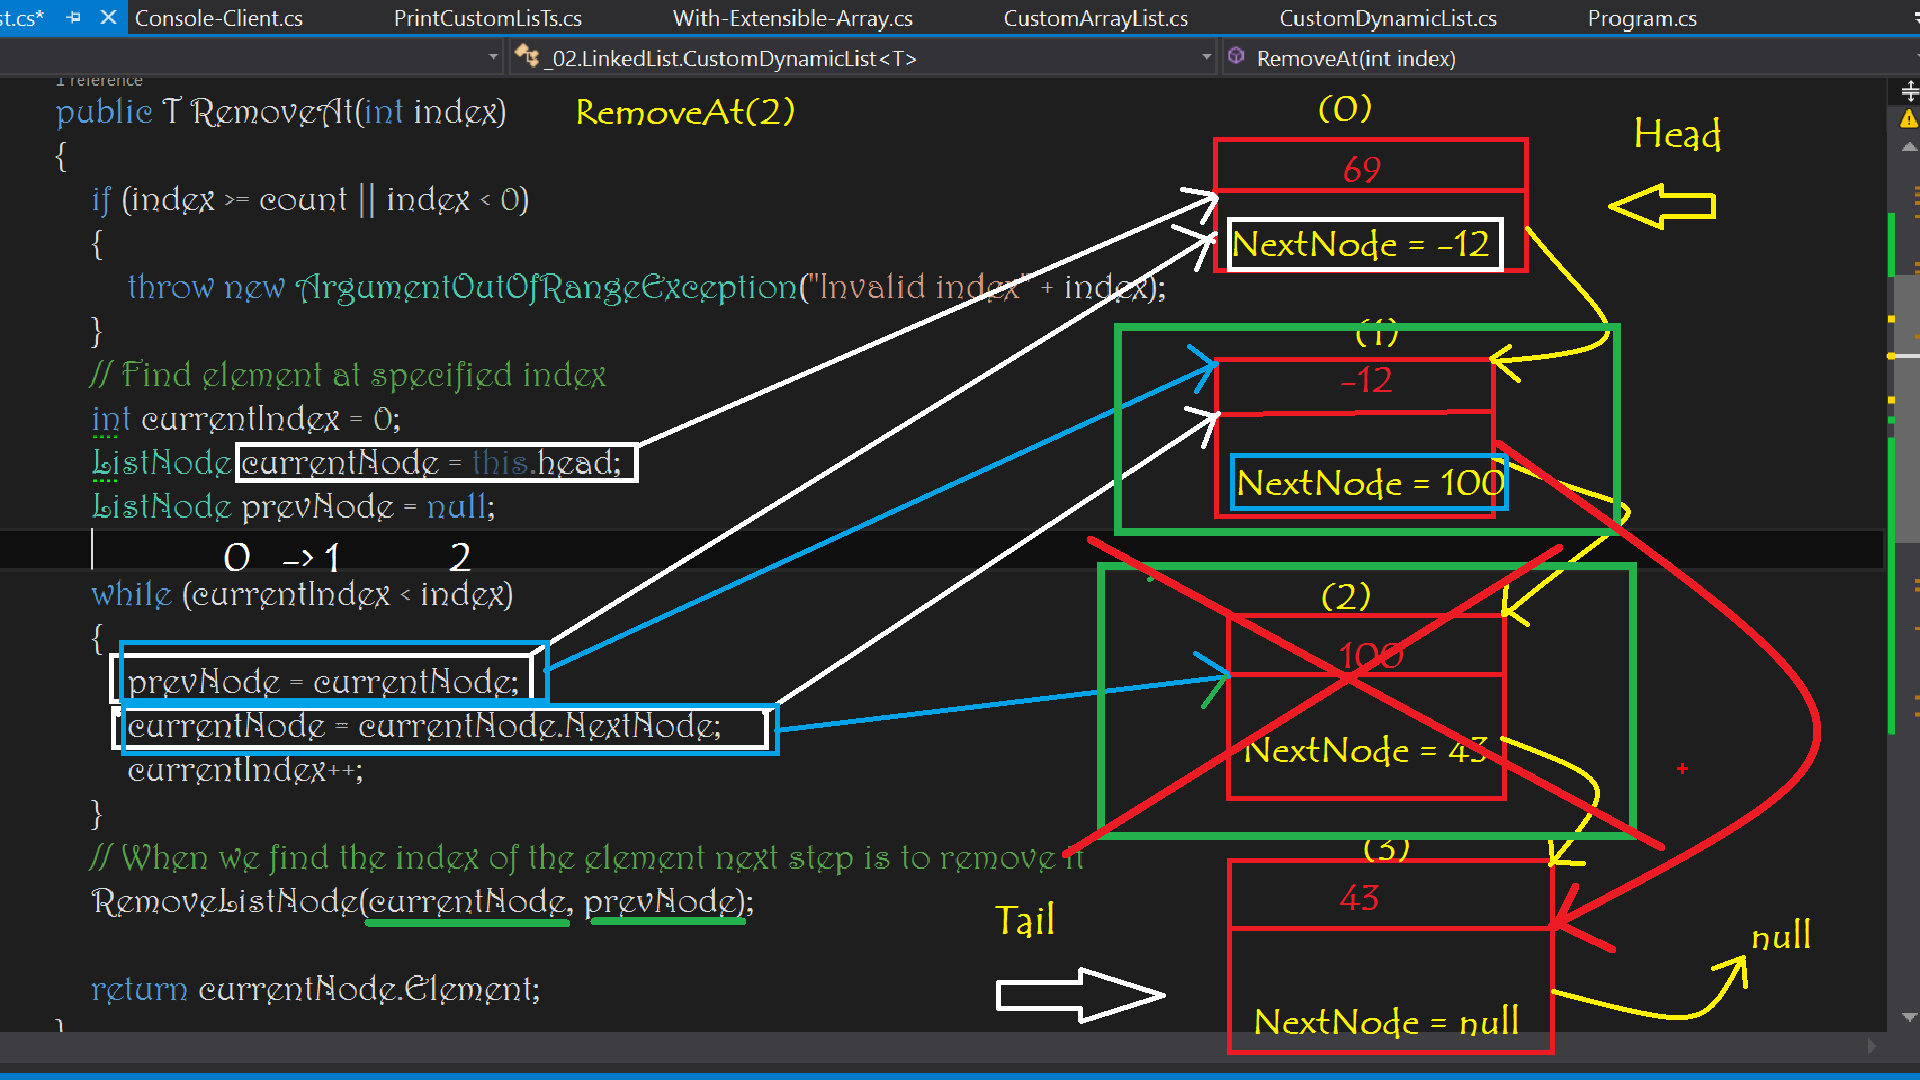 st.cs*
Console-Client.cs
PrintCustomLisTs.cs
With-Extensible-Array.cs
CustomArrayList.cs
CustomDynamicList.cs
Program.cs
_02.LinkedList.CustomDynamicList<T>
RemoveAt(int index)
1 reference
public T RemoveAt(int index)
{
if (index >= count || index < 0)
{
throw new ArgumentOutOfRangeException("Invalid index" + index);
}
// Find element at specified index
int currentIndex = 0;
ListNode currentNode = this.head;
ListNode prevNode = null;
0 -> 1 2
while (currentIndex < index)
{
prevNode = currentNode;
currentNode = currentNode.NextNode;
currentIndex++;
}
// When we find the index of the element next step is to remove it
RemoveListNode(currentNode, prevNode);
return currentNode.Element;
}
RemoveAt(2)
(0)
Head
69
NextNode = -12
(1)
-12
NextNode = 100
(2)
100
NextNode = 43
(3)
43
Tail
null
NextNode = null